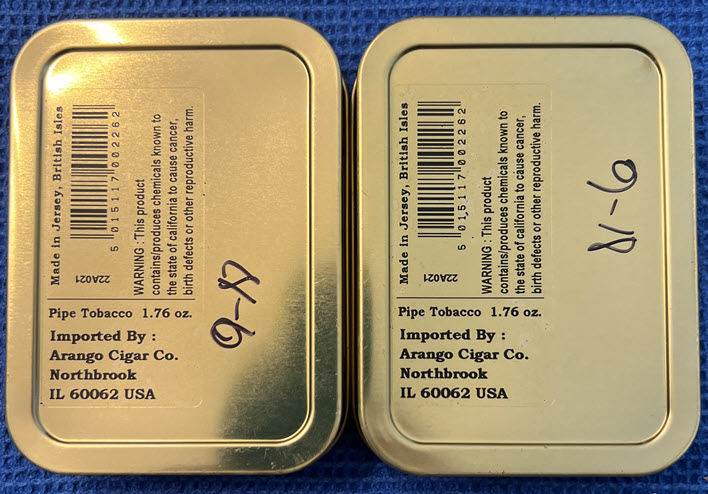 Made in Jersey, British Isles
5 015117 002262
22A021
WARNING : This product
contains/produces chemicals known to
the state of california to cause cancer,
birth defects or other reproductive harm.
Pipe Tobacco 1.76 oz.
Imported By :
Arango Cigar Co.
Northbrook
IL 60062 USA
9-18
Made in Jersey, British Isles
5 015117 002262
22A021
WARNING : This product
contains/produces chemicals known to
the state of california to cause cancer,
birth defects or other reproductive harm.
Pipe Tobacco 1.76 oz.
Imported By :
Arango Cigar Co.
Northbrook
IL 60062 USA
9-18